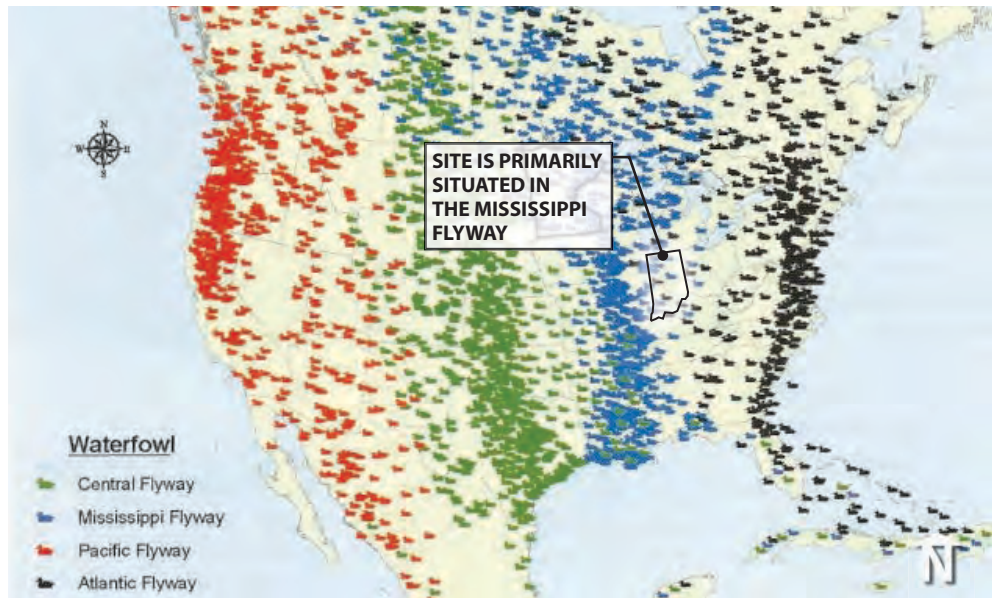 N
W E
S
SITE IS PRIMARILY
SITUATED IN
THE MISSISSIPPI
FLYWAY
Waterfowl
Central Flyway
Mississippi Flyway
Pacific Flyway
Atlantic Flyway
N